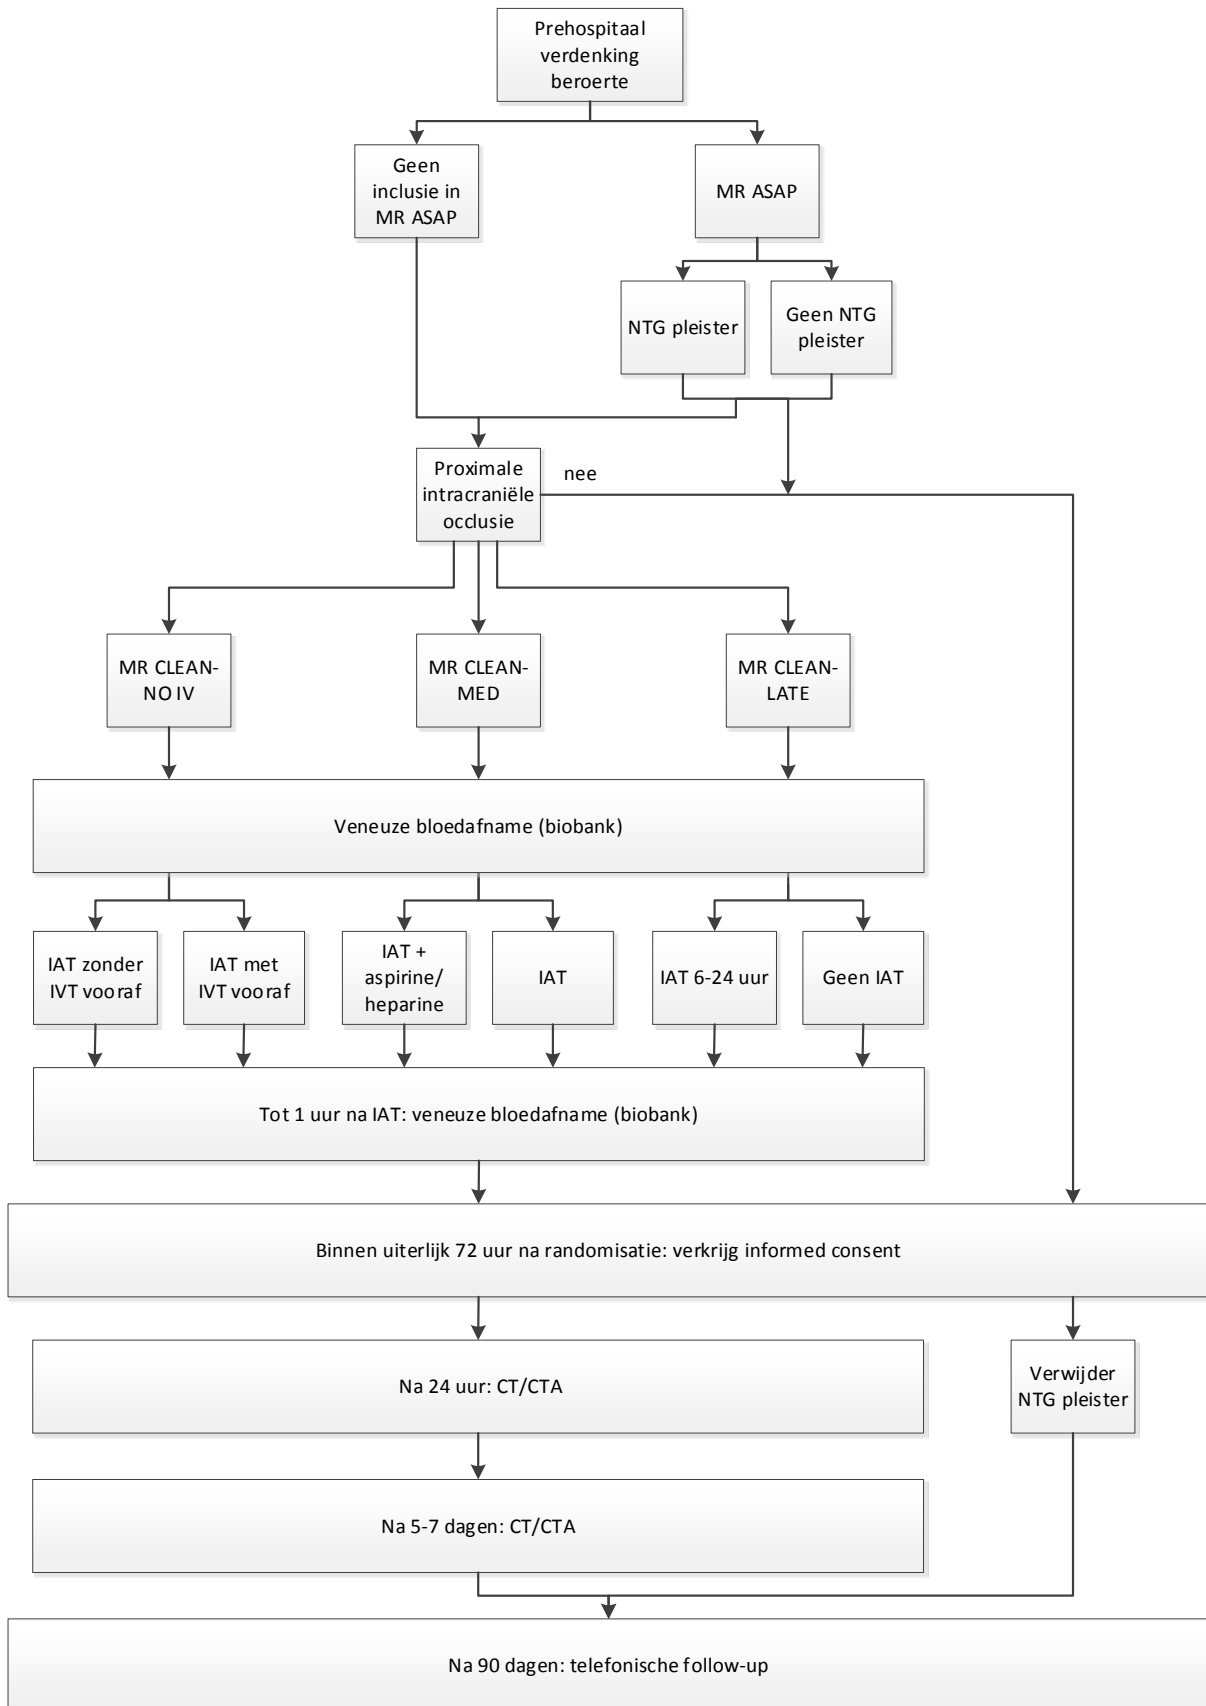 Prehospitaal
verdenking
beroerte
Geen
inclusie in
MR ASAP
MR ASAP
NTG pleister
Geen NTG
pleister
Proximale
intracraniële
occlusie
nee
MR CLEAN-
NO IV
MR CLEAN-
MED
MR CLEAN-
LATE
Veneuze bloedafname (biobank)
IAT zonder
IVT vooraf
IAT met
IVT vooraf
IAT +
aspirine/
heparine
IAT
IAT 6-24 uur
Geen IAT
Tot 1 uur na IAT: veneuze bloedafname (biobank)
Binnen uiterlijk 72 uur na randomisatie: verkrijg informed consent
Na 24 uur: CT/CTA
Verwijder
NTG pleister
Na 5-7 dagen: CT/CTA
Na 90 dagen: telefonische follow-up